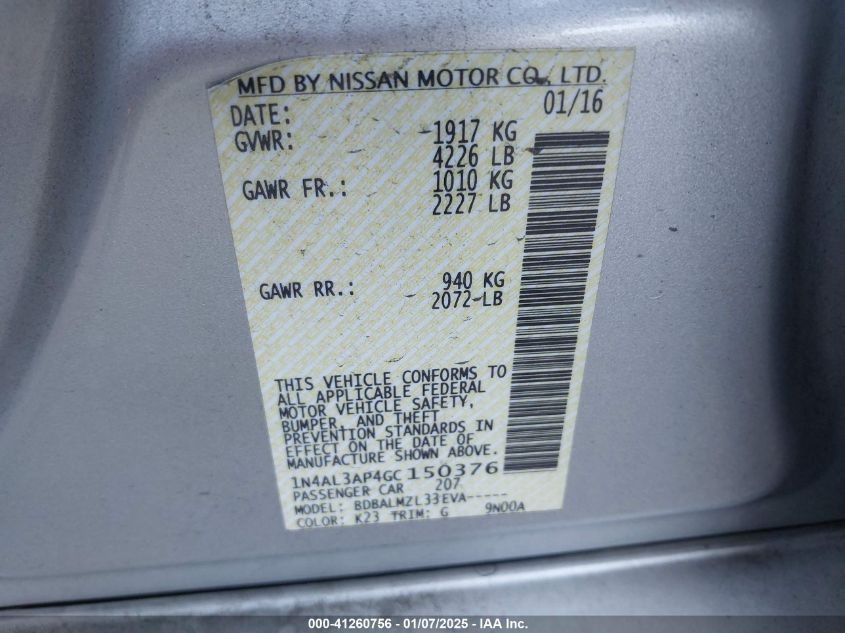 MFD BY NISSAN MOTOR CO., LTD.
DATE: 01/16
GVWR: 1917 KG
4226 LB
GAWR FR.: 1010 KG
2227 LB
GAWR RR.: 940 KG
2072 LB
THIS VEHICLE CONFORMS TO
ALL APPLICABLE FEDERAL
MOTOR VEHICLE SAFETY,
BUMPER, AND THEFT
PREVENTION STANDARDS IN
EFFECT ON THE DATE OF
MANUFACTURE SHOWN ABOVE.
1N4AL3AP4GC150376
PASSENGER CAR 207
MODEL: BDBALMZL33EVA-----
COLOR: K23 TRIM: G 9N00A
000-41260756 — 01/07/2025 — IAA Inc.